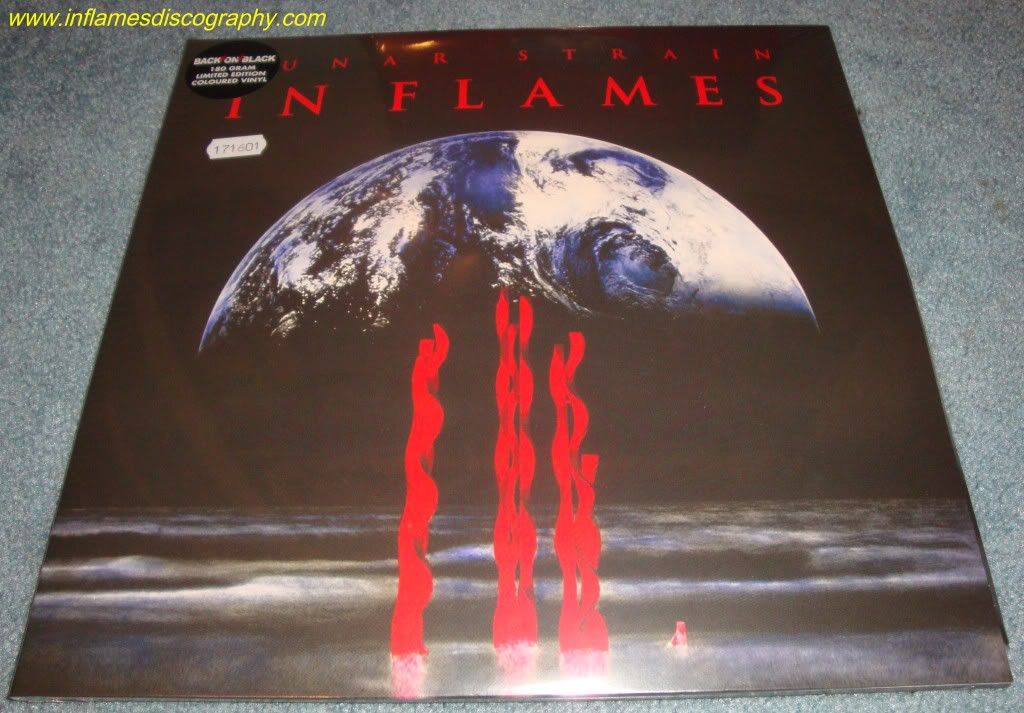 www.inflamesdiscography.com
BACK ON BLACK
180 GRAM
LIMITED EDITION
COLOURED VINYL
UNAR STRAIN
IN FLAMES
171601